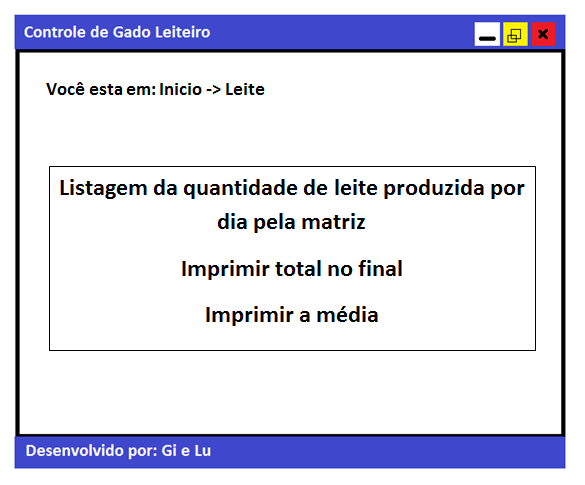 Controle de Gado Leiteiro
Você esta em: Inicio -> Leite
Listagem da quantidade de leite produzida por
dia pela matriz
Imprimir total no final
Imprimir a média
Desenvolvido por: Gi e Lu